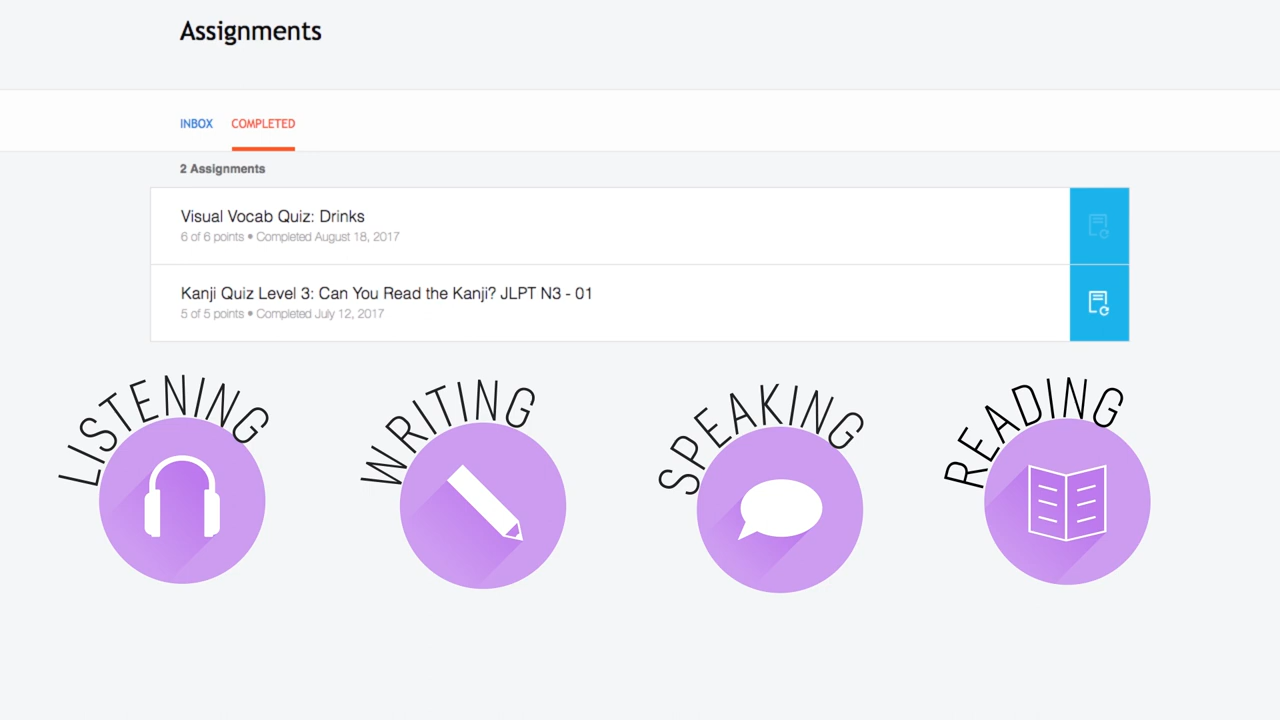 Assignments
INBOX COMPLETED
2 Assignments
Visual Vocab Quiz: Drinks
6 of 6 points • Completed August 18, 2017
Kanji Quiz Level 3: Can You Read the Kanji? JLPT N3 - 01
5 of 5 points • Completed July 12, 2017
LISTENING WRITING SPEAKING READING